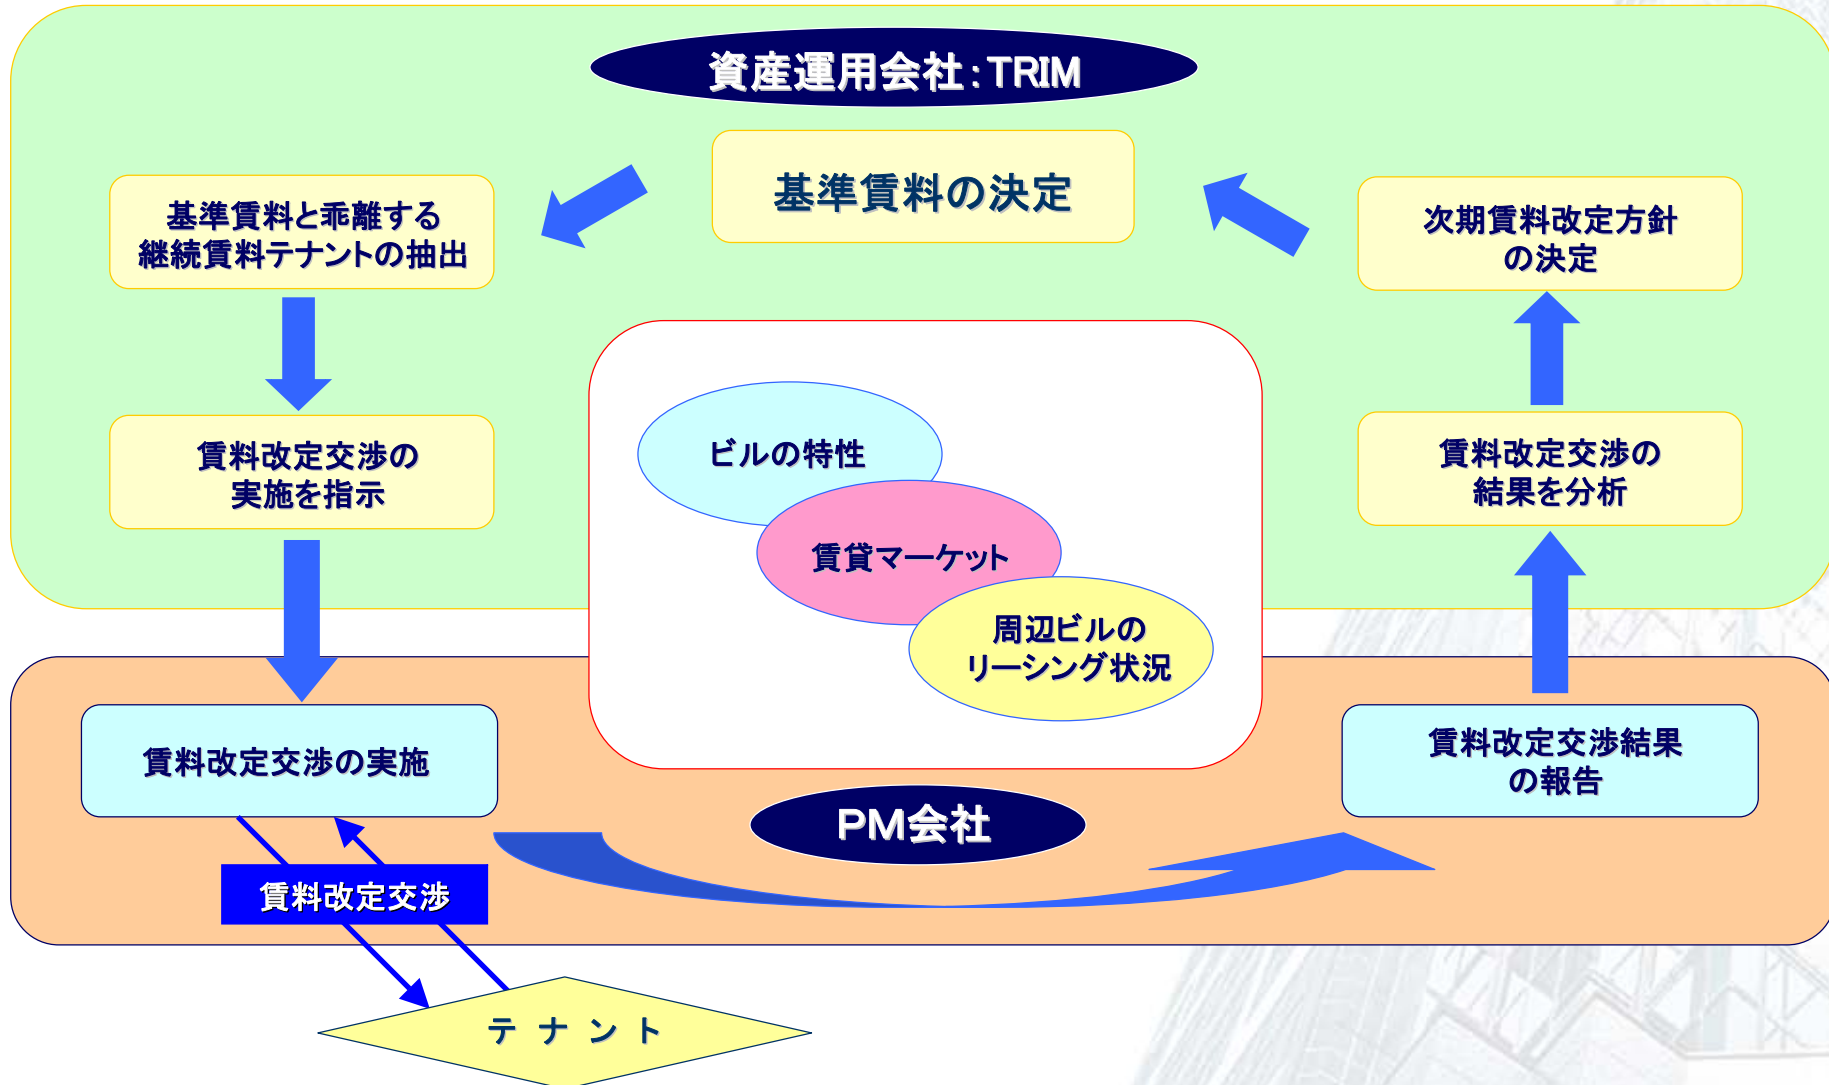 資産運用会社:TRIM
基準賃料の決定
基準賃料と乖離する
継続賃料テナントの抽出
次期賃料改定方針
の決定
賃料改定交渉の
実施を指示
ビルの特性
賃貸マーケット
周辺ビルの
リーシング状況
賃料改定交渉の
結果を分析
賃料改定交渉の実施
賃料改定交渉結果
の報告
PM会社
賃料改定交渉
テ ナ ン ト